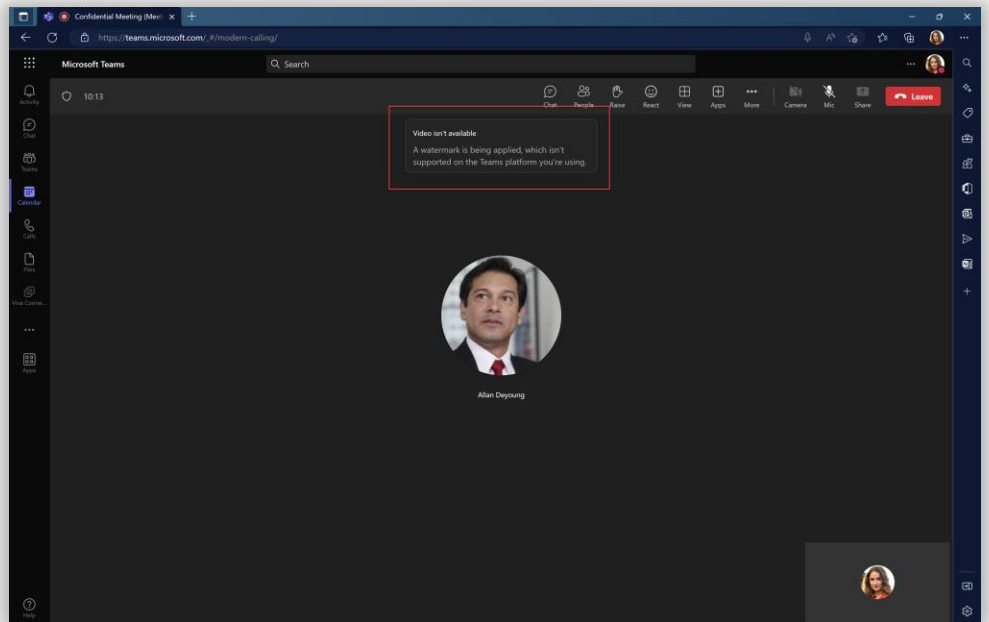 Confidential Meeting (Meet
https://teams.microsoft.com/_#/modern-calling/
Microsoft Teams
Search
10:13
Chat People Raise React View Apps More Camera Mic Share Leave
Video isn't available
A watermark is being applied, which isn't
supported on the Teams platform you're using.
Activity
Chat
Teams
Calendar
Calls
Files
Viva Conne...
Apps
Allan Deyoung
Help